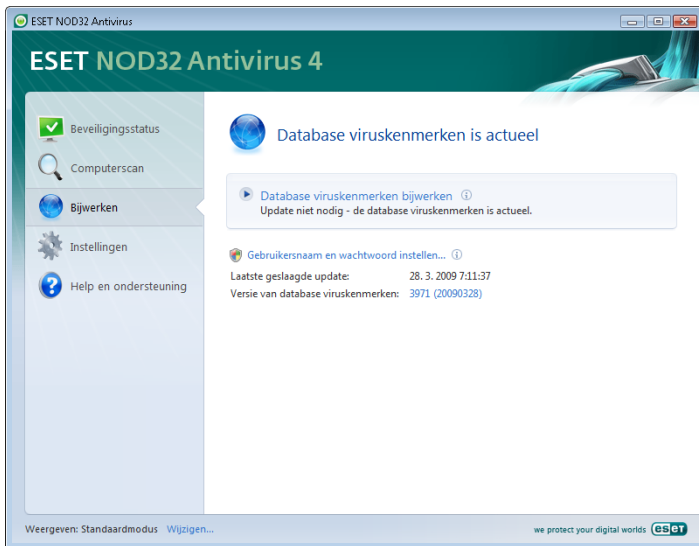 ESET NOD32 Antivirus
ESET NOD32 Antivirus 4
Beveiligingsstatus
Computerscan
Bijwerken
Instellingen
Help en ondersteuning
Database viruskenmerken is actueel
Database viruskenmerken bijwerken
Update niet nodig - de database viruskenmerken is actueel.
Gebruikersnaam en wachtwoord instellen...
Laatste geslaagde update: 28. 3. 2009 7:11:37
Versie van database viruskenmerken: 3971 (20090328)
Weergeven: Standaardmodus Wijzigen...
we protect your digital worlds eset